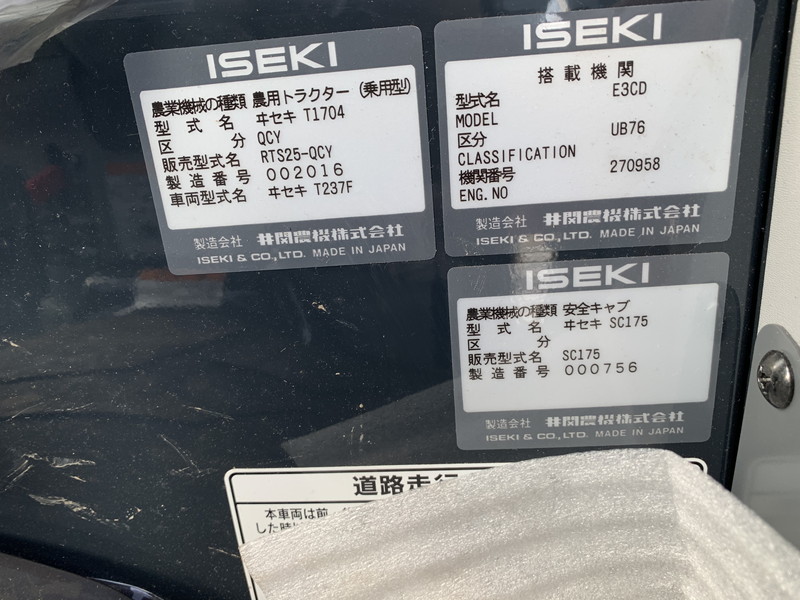 ISEKI
農業機械の種類 農用トラクター (乗用型)
型式名 ヰセキ T1704
区分 QCY
販売型式名 RTS25-QCY
製造番号 002016
車両型式名 ヰセキ T237F
製造会社 井関農機株式会社
ISEKI & CO., LTD. MADE IN JAPAN
ISEKI
搭載機関
型式名 E3CD
MODEL
区分 UB76
CLASSIFICATION
機関番号 270958
ENG.NO
製造会社 井関農機株式会社
ISEKI & CO., LTD. MADE IN JAPAN
ISEKI
農業機械の種類 安全キャブ
型式名 ヰセキ SC175
区分
販売型式名 SC175
製造番号 000756
製造会社 井関農機株式会社
ISEKI & CO., LTD. MADE IN JAPAN
道路走行
本車両は前
した時